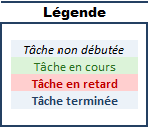 Légende
Tâche non débutée
Tâche en cours
Tâche en retard
Tâche terminée